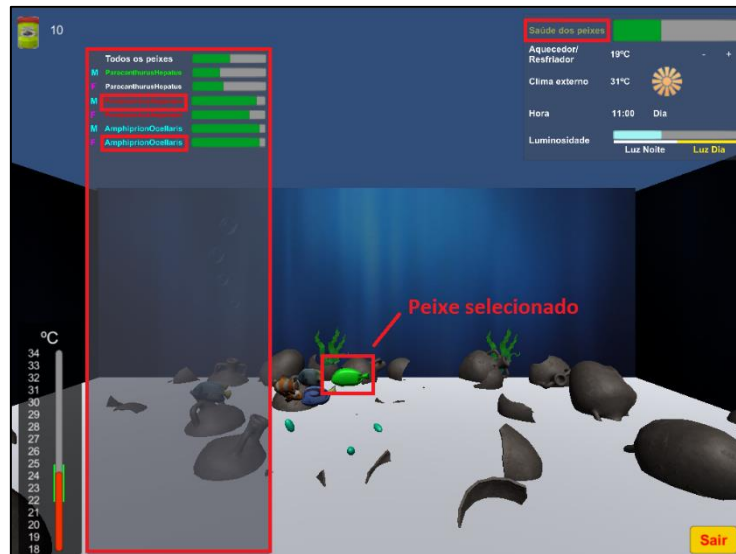 10
Todos os peixes
M ParacanthurusHepatus
F ParacanthurusHepatus
M
F
M AmphiprionOcellaris
F AmphiprionOcellaris
Saúde dos peixes
Aquecedor/
Resfriador 19ºC - +
Clima externo 31ºC
Hora 11:00 Dia
Luminosidade
Luz Noite Luz Dia
Peixe selecionado
ºC
34
33
32
31
30
29
28
27
26
25
24
23
22
21
20
19
18
Sair